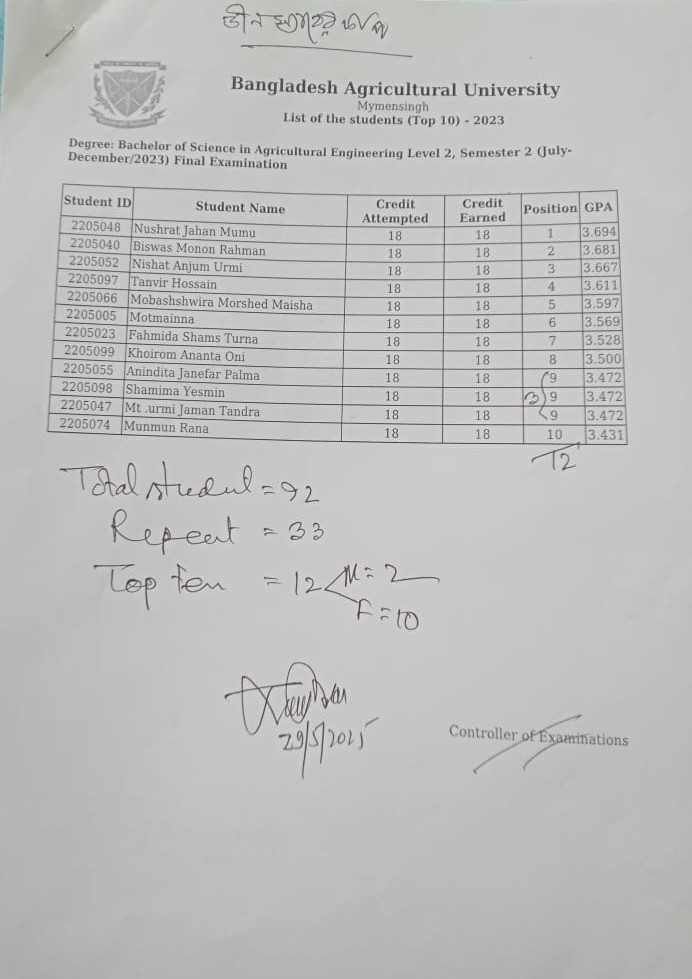 ডীন মহোদয়ের কপি
Bangladesh Agricultural University
Mymensingh
List of the students (Top 10) - 2023
Degree: Bachelor of Science in Agricultural Engineering Level 2, Semester 2 (July-
December/2023) Final Examination
Student ID Student Name Credit Attempted Credit Earned Position GPA
2205048 Nushrat Jahan Mumu 18 18 1 3.694
2205040 Biswas Monon Rahman 18 18 2 3.681
2205052 Nishat Anjum Urmi 18 18 3 3.667
2205097 Tanvir Hossain 18 18 4 3.611
2205066 Mobashshwira Morshed Maisha 18 18 5 3.597
2205005 Motmainna 18 18 6 3.569
2205023 Fahmida Shams Turna 18 18 7 3.528
2205099 Khoirom Ananta Oni 18 18 8 3.500
2205055 Anindita Janefar Palma 18 18 9 3.472
2205098 Shamima Yesmin 18 18 3 9 3.472
2205047 Mt .urmi Jaman Tandra 18 18 9 3.472
2205074 Munmun Rana 18 18 10 3.431
12
Total student = 92
Repeat = 33
Top ten = 12 M = 2
F = 10
29/5/2025
Controller of Examinations